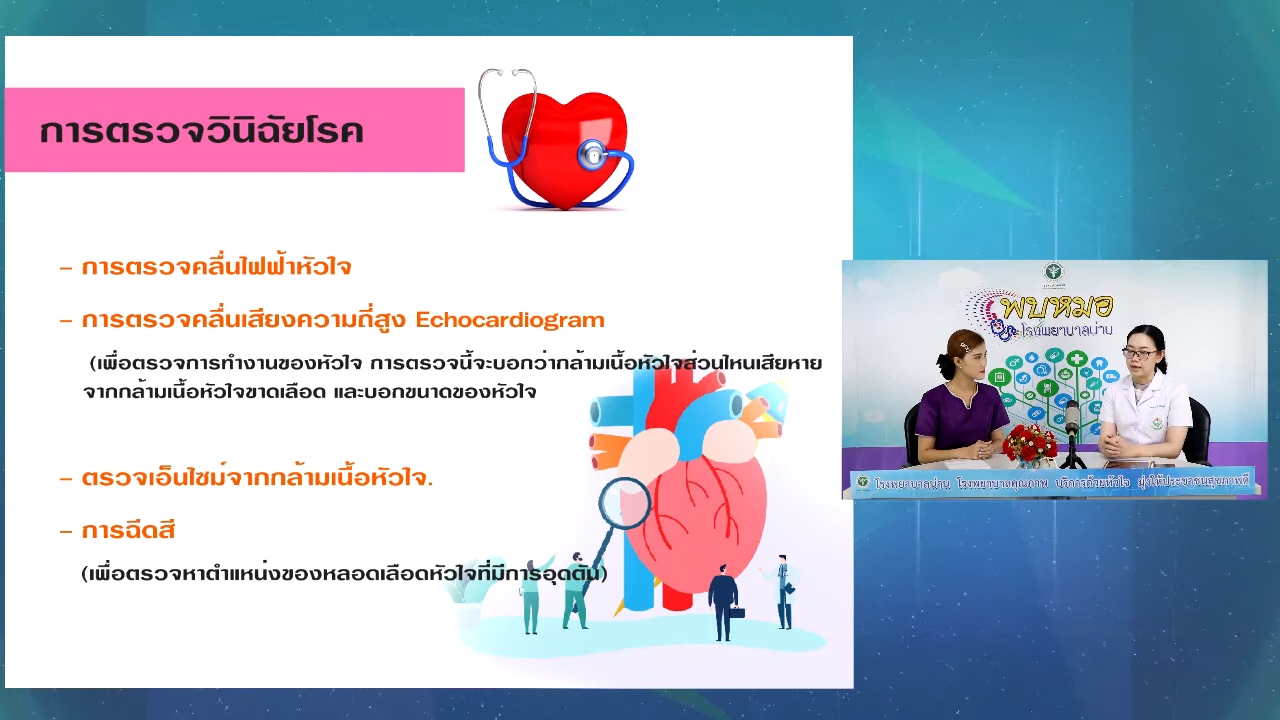 การตรวจวินิฉัยโรค
– การตรวจคลื่นไฟฟ้าหัวใจ
– การตรวจคลื่นเสียงความถี่สูง Echocardiogram
(เพื่อตรวจการทำงานของหัวใจ การตรวจนี้จะบอกว่ากล้ามเนื้อหัวใจส่วนไหนเสียหาย
จากกล้ามเนื้อหัวใจขาดเลือด และบอกขนาดของหัวใจ
– ตรวจเอ็นไซม์จากกล้ามเนื้อหัวใจ.
– การฉีดสี
(เพื่อตรวจหาตำแหน่งของหลอดเลือดหัวใจที่มีการอุดตัน)
พบหมอ
โรงพยาบาลน่าน
โรงพยาบาลน่าน โรงพยาบาลคุณภาพ บริการด้วยหัวใจ มุ่งให้ประชาชนสุขภาพดี